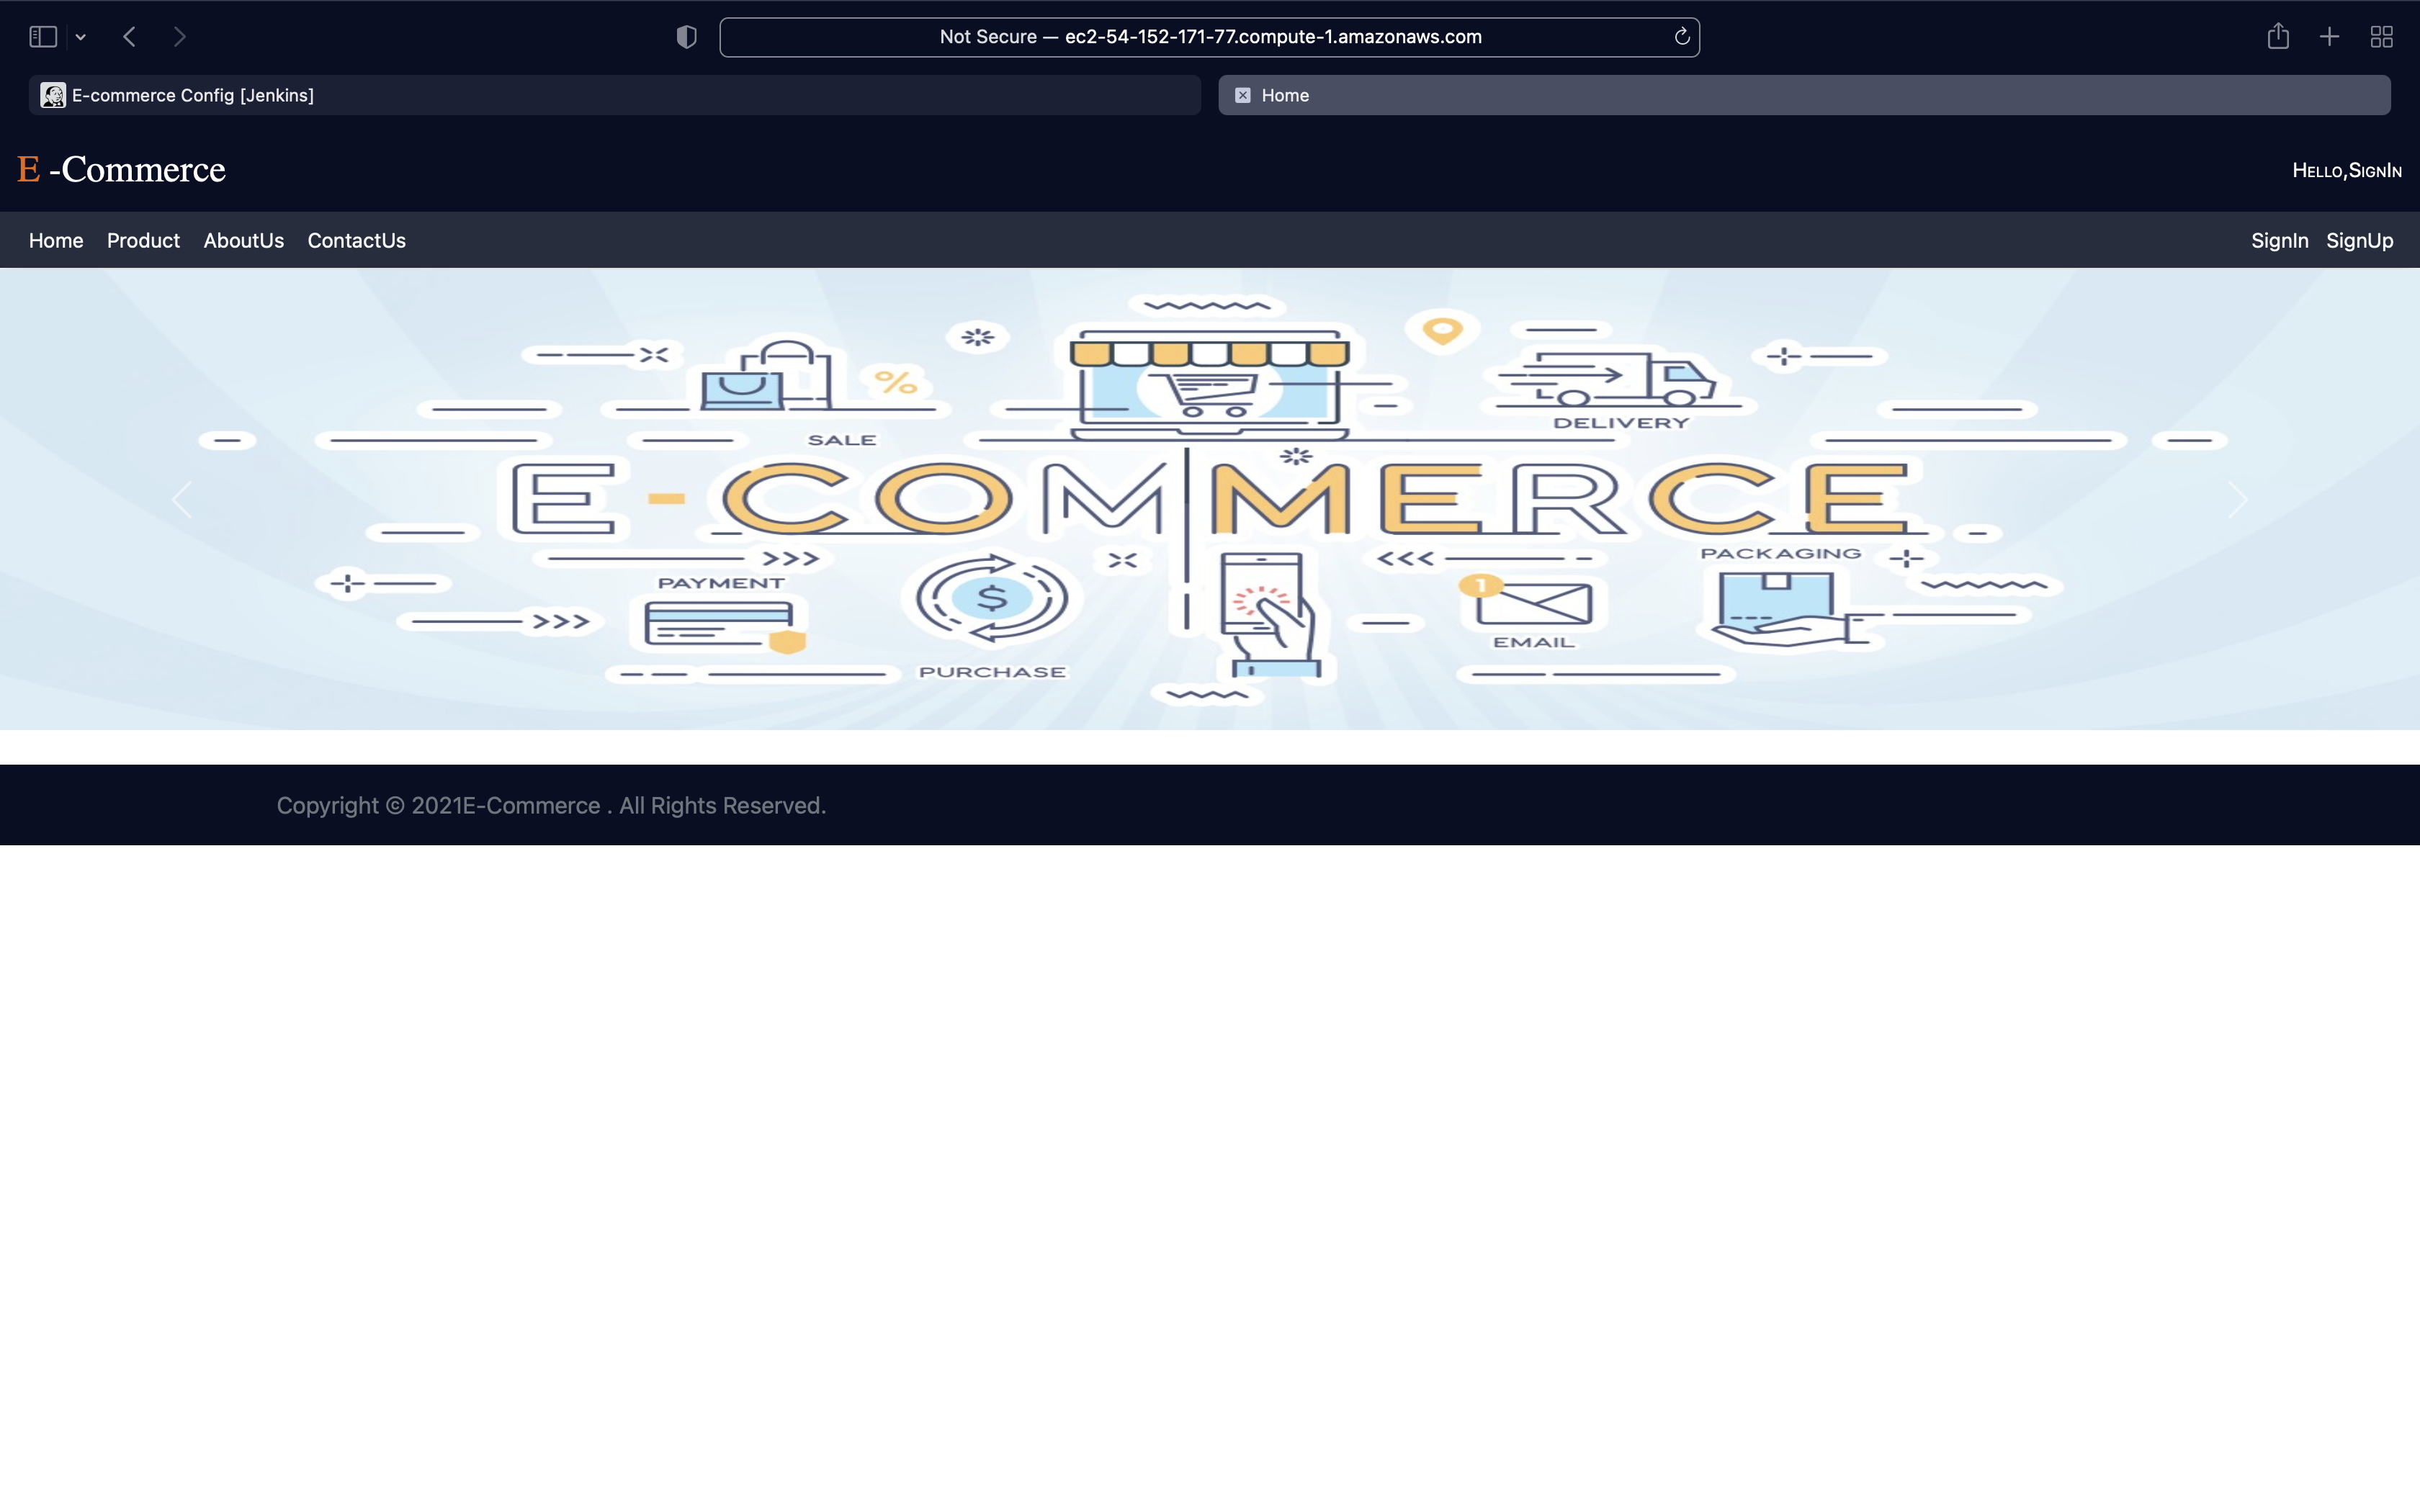 Not Secure — ec2-54-152-171-77.compute-1.amazonaws.com
E-commerce Config [Jenkins]
Home
E -Commerce
Hello,SignIn
Home Product AboutUs ContactUs
SignIn SignUp
%
DELIVERY
SALE
E-COMMERCE
PACKAGING
PAYMENT
$
1
EMAIL
PURCHASE
Copyright © 2021E-Commerce . All Rights Reserved.